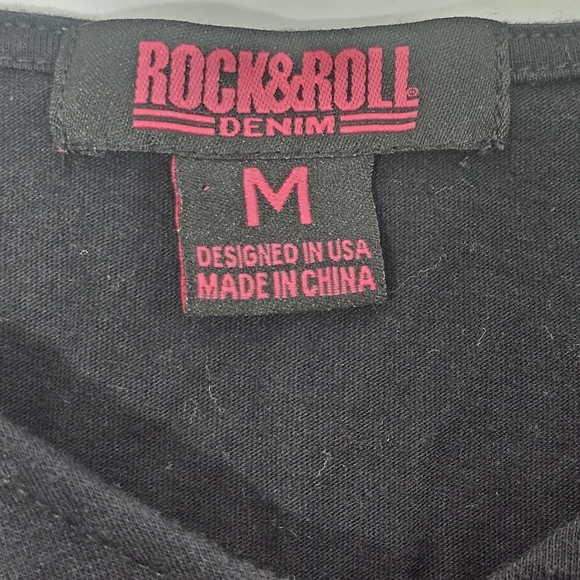 ROCK&ROLL®
DENIM
M
DESIGNED IN USA
MADE IN CHINA